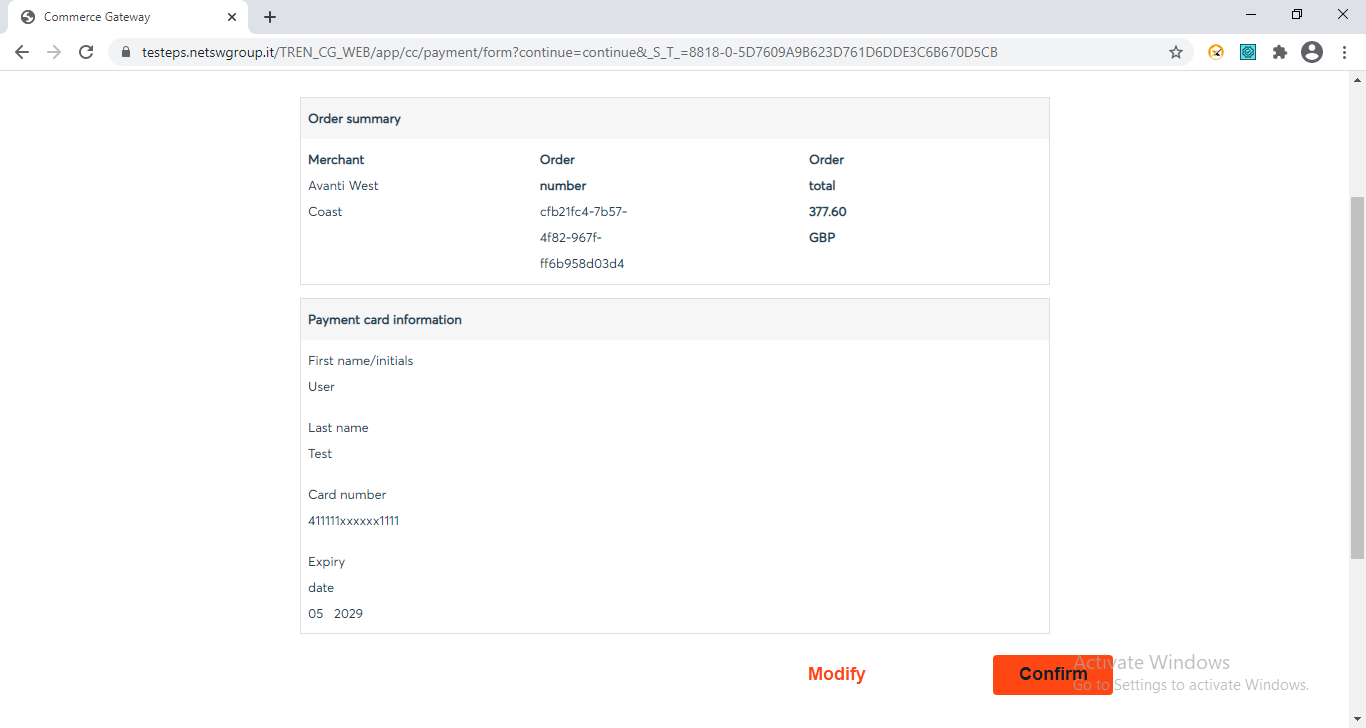 Commerce Gateway
testeps.netswgroup.it/TREN_CG_WEB/app/cc/payment/form?continue=continue&_S_T_=8818-0-5D7609A9B623D761D6DDE3C6B670D5CB
Order summary
Merchant
Avanti West
Coast
Order
number
cfb21fc4-7b57-
4f82-967f-
ff6b958d03d4
Order
total
377.60
GBP
Payment card information
First name/initials
User
Last name
Test
Card number
411111xxxxxx1111
Expiry
date
05 2029
Modify
Confirm
Activate Windows
Go to Settings to activate Windows.